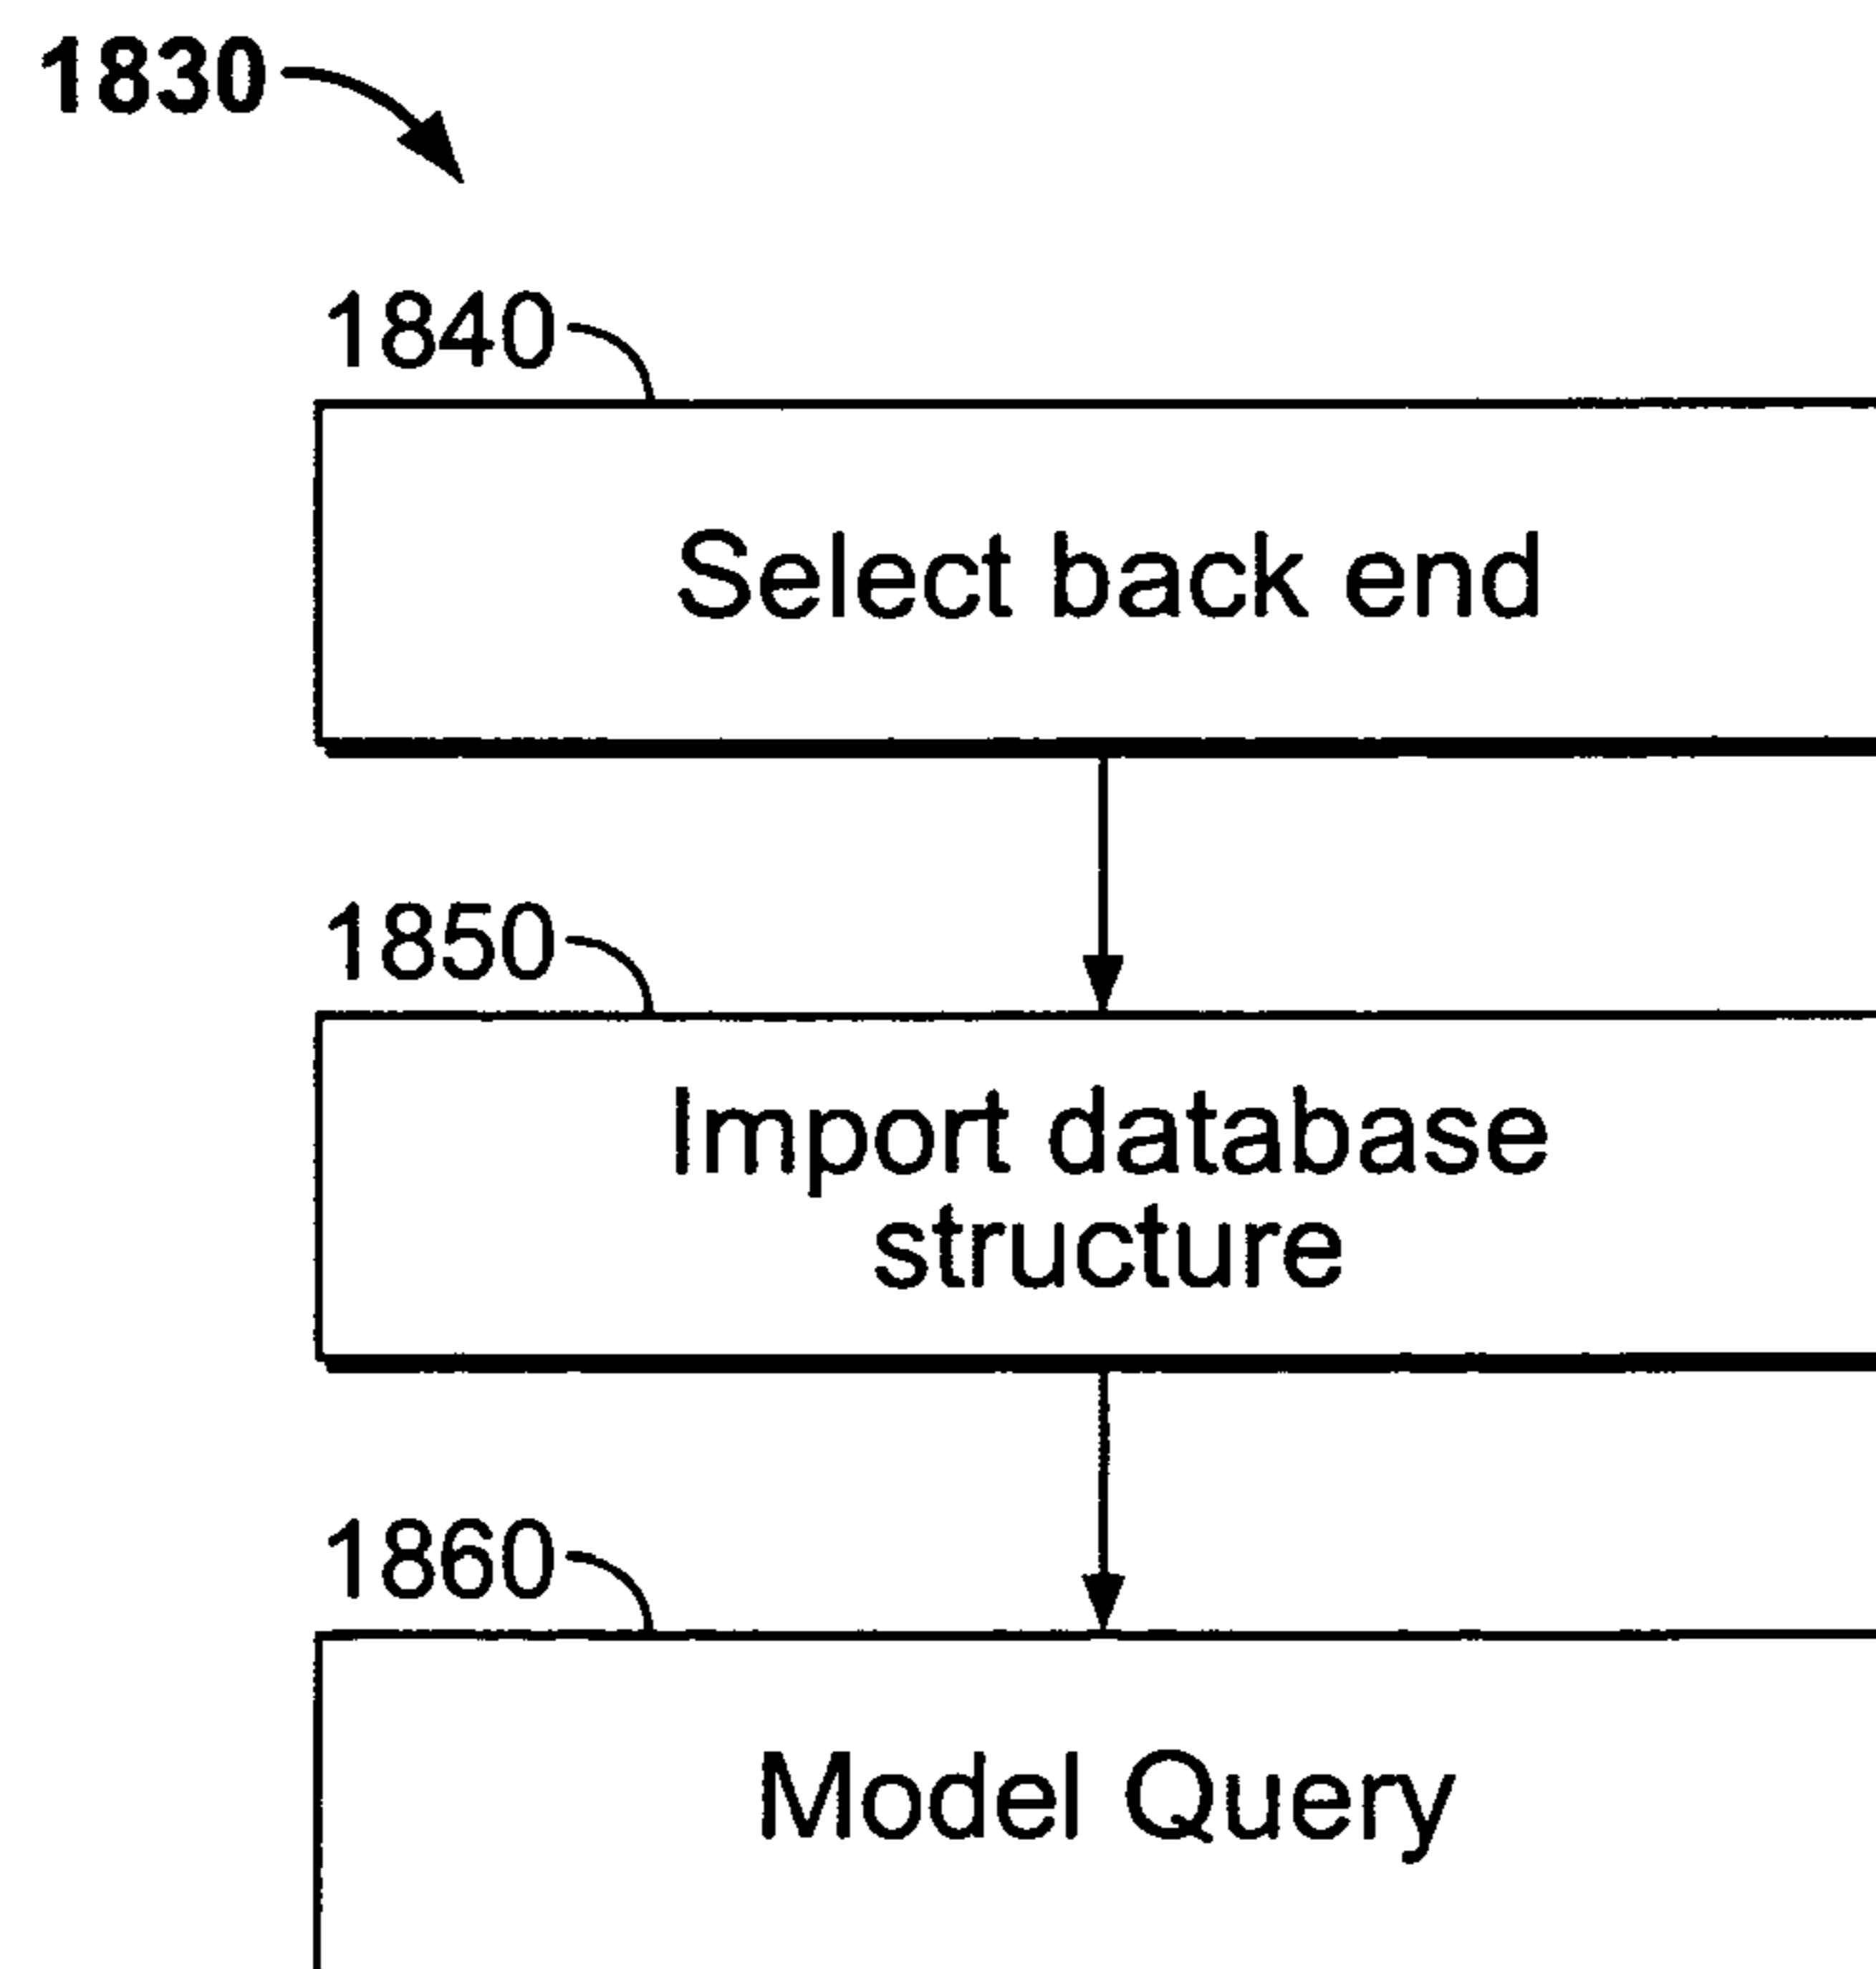 1830
1840
Select back end
1850
Import database
structure
1860
Model Query